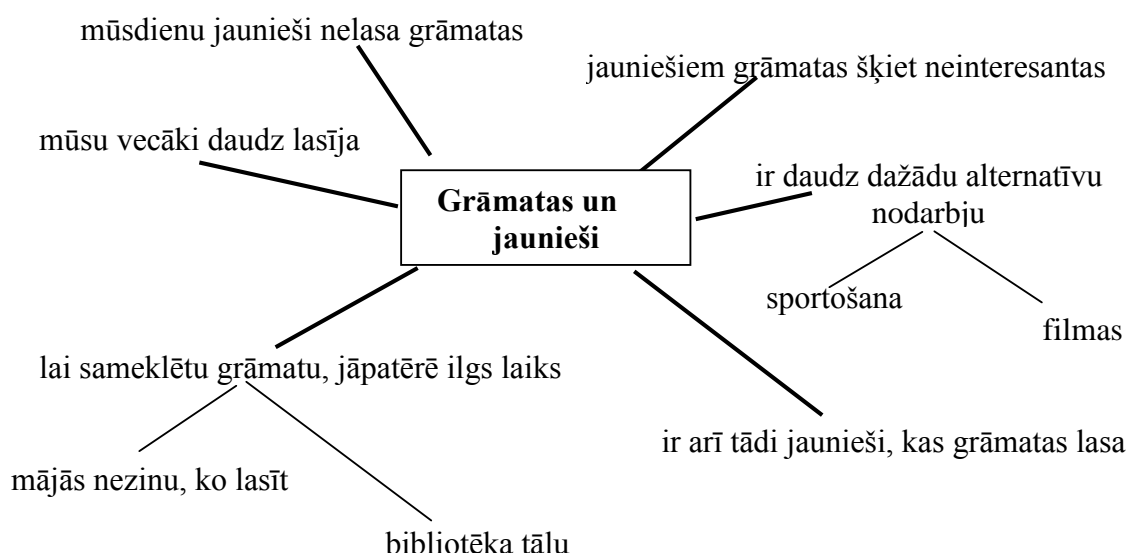 mūsdienu jaunieši nelasa grāmatas
jauniešiem grāmatas šķiet neinteresantas
mūsu vecāki daudz lasīja
ir daudz dažādu alternatīvu
nodarbju
Grāmatas un
jaunieši
sportošana
filmas
lai sameklētu grāmatu, jāpatērē ilgs laiks
ir arī tādi jaunieši, kas grāmatas lasa
mājās nezinu, ko lasīt
bibliotēka tālu